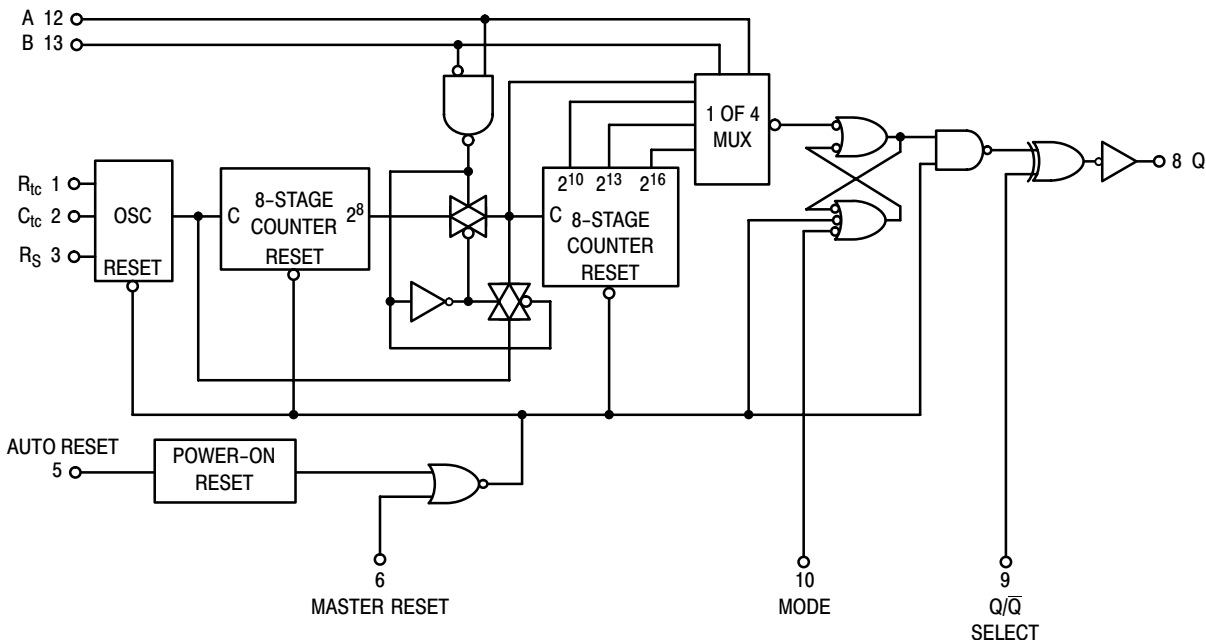 A 12
B 13
1 OF 4
MUX
R_tc 1
C_tc 2
R_S 3
OSC
RESET
C
8-STAGE
COUNTER
RESET
2^8
C
2^10 2^13 2^16
8-STAGE
COUNTER
RESET
8 Q
AUTO RESET
5
POWER-ON
RESET
6
MASTER RESET
10
MODE
9
Q/Q̅
SELECT